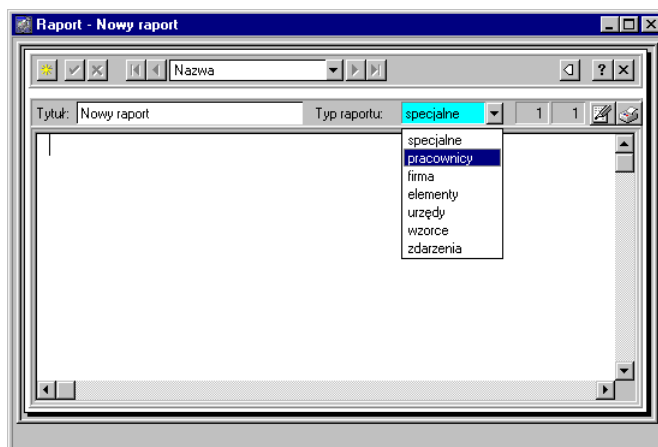 Raport - Nowy raport
Nazwa
?
Tytuł: Nowy raport Typ raportu: specjalne 1 1
specjalne
pracownicy
firma
elementy
urzędy
wzorce
zdarzenia